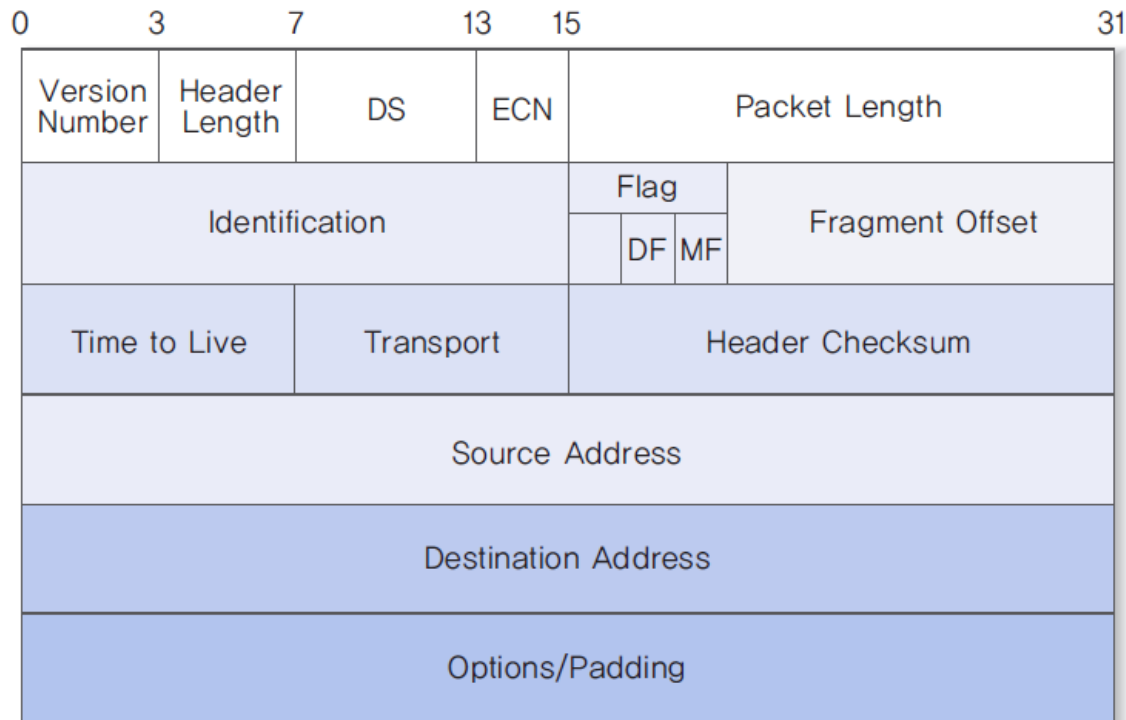 0 3 7 13 15 31
Version Number
Header Length
DS
ECN
Packet Length
Identification
Flag
DF
MF
Fragment Offset
Time to Live
Transport
Header Checksum
Source Address
Destination Address
Options/Padding